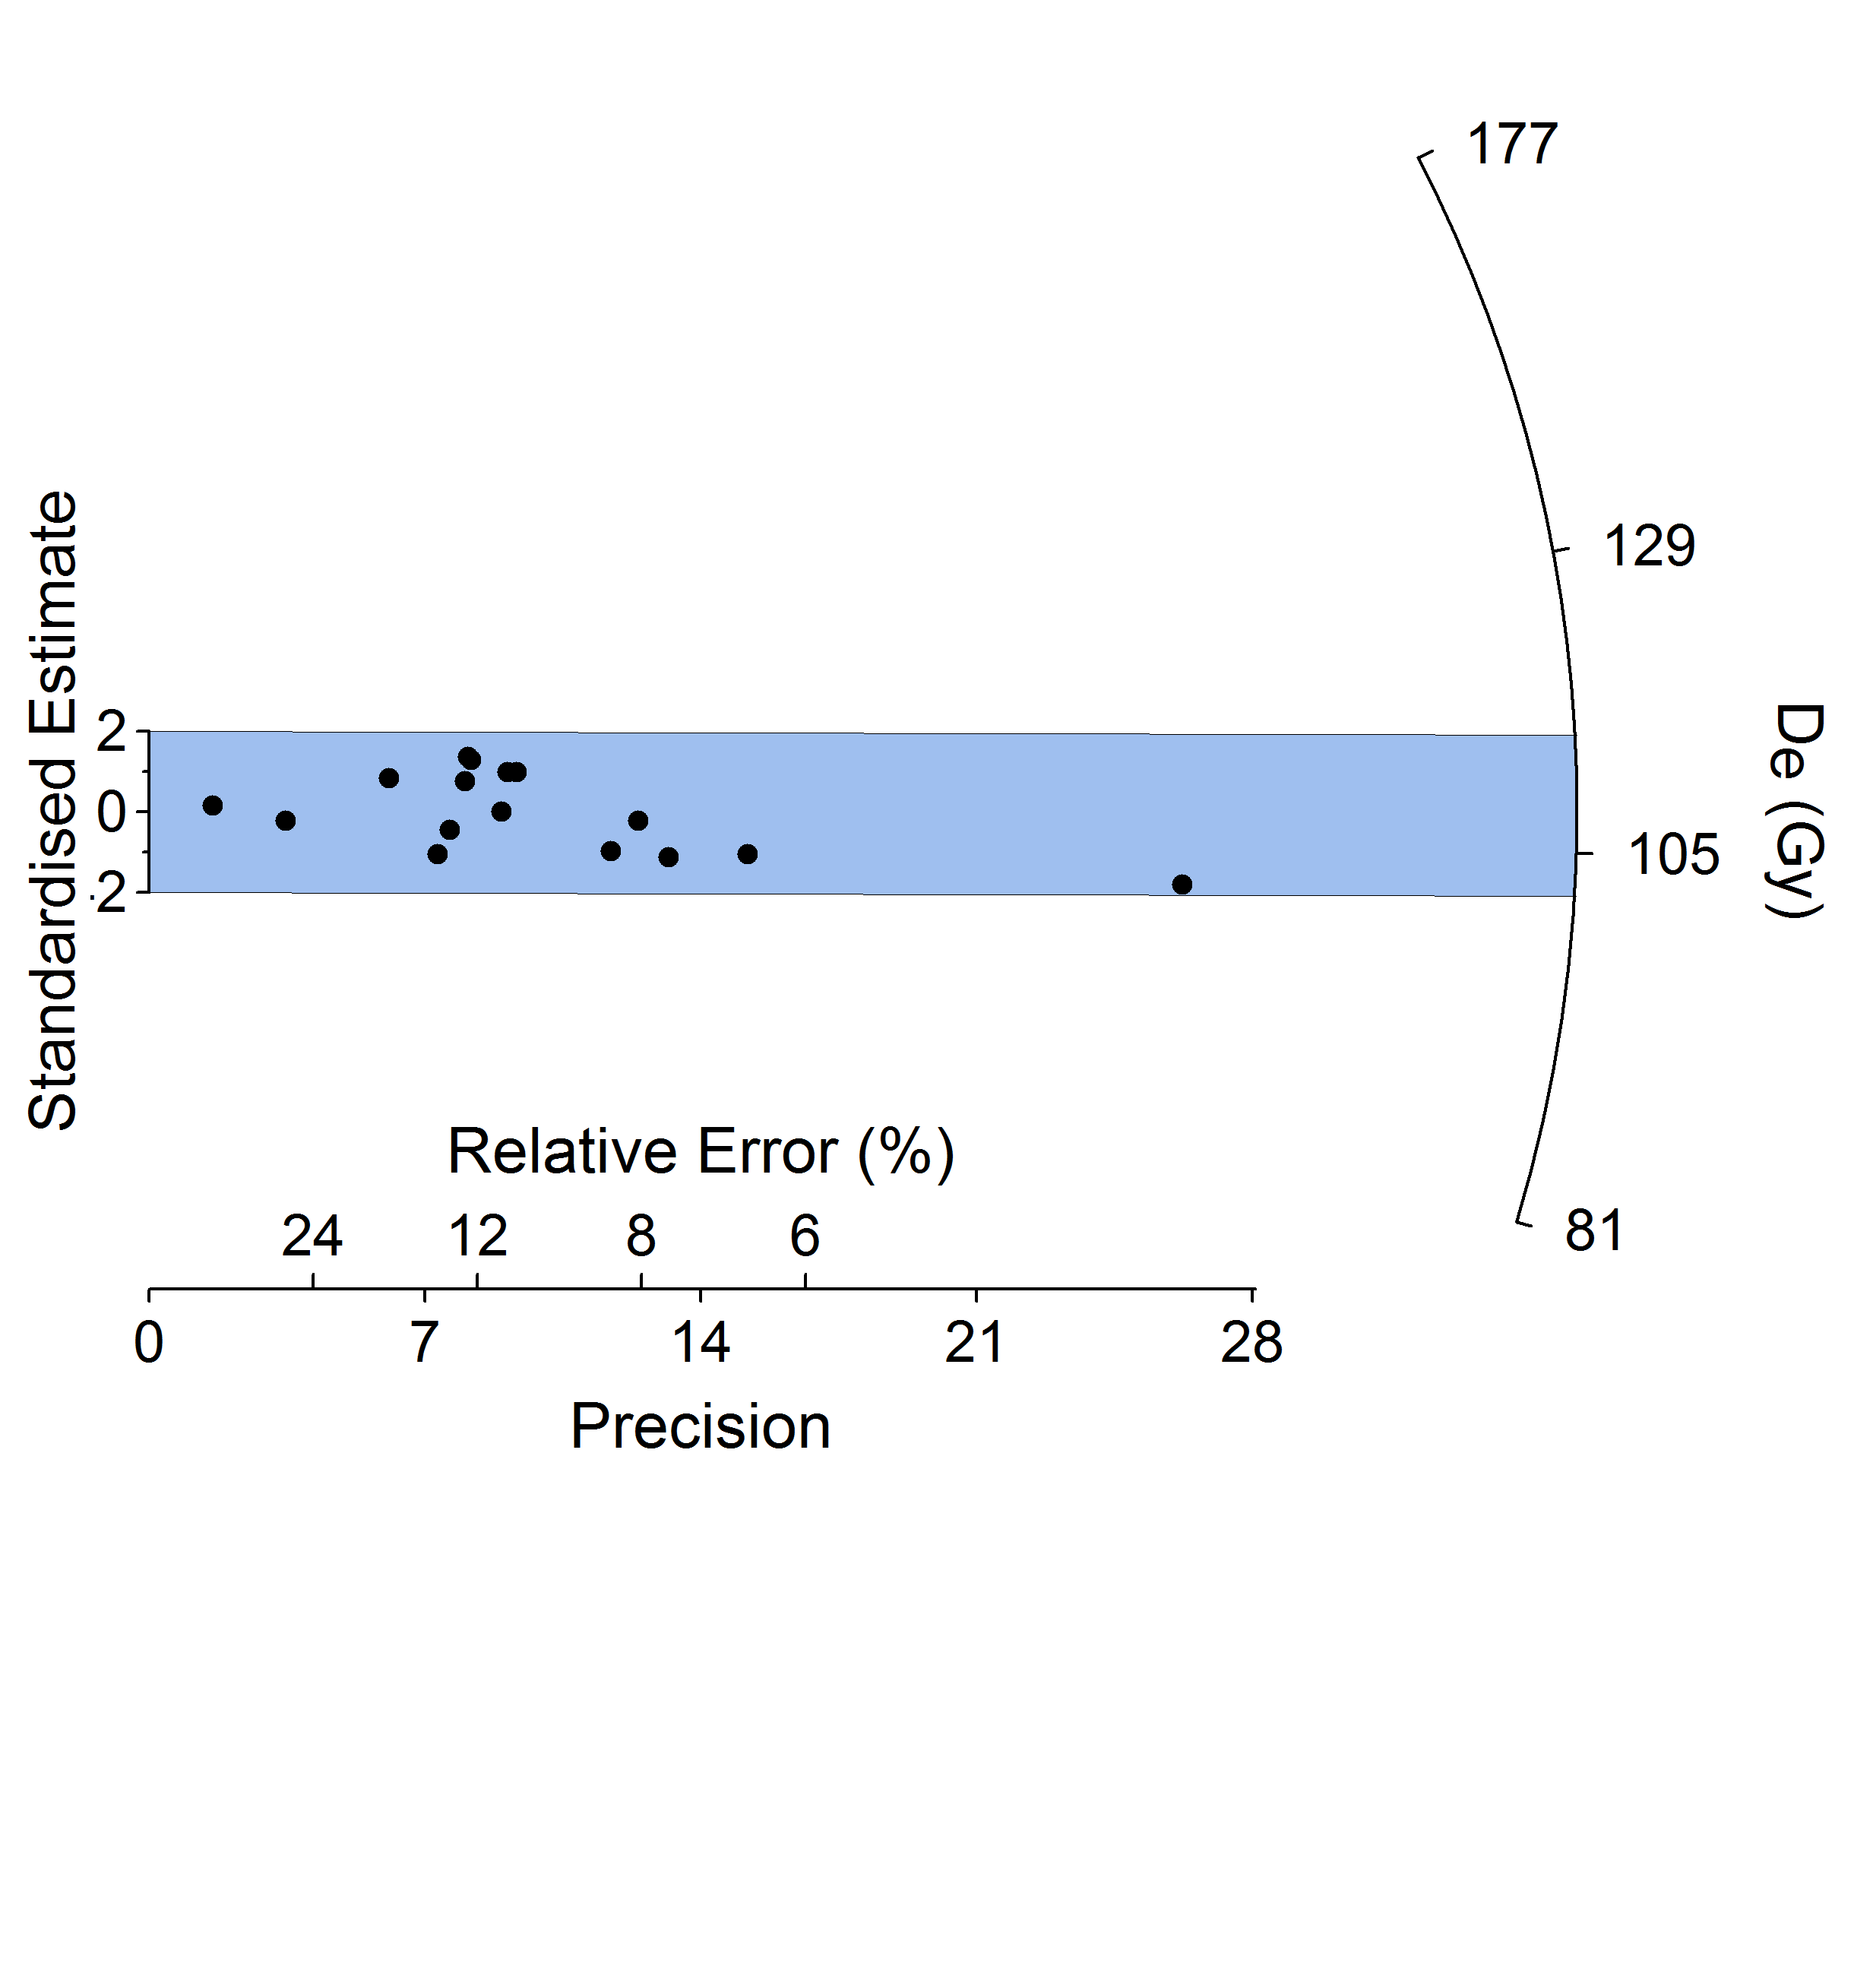 177
129
105
81
De (Gy)
Standardised Estimate
2
0
-2
Relative Error (%)
24 12 8 6
0 7 14 21 28
Precision